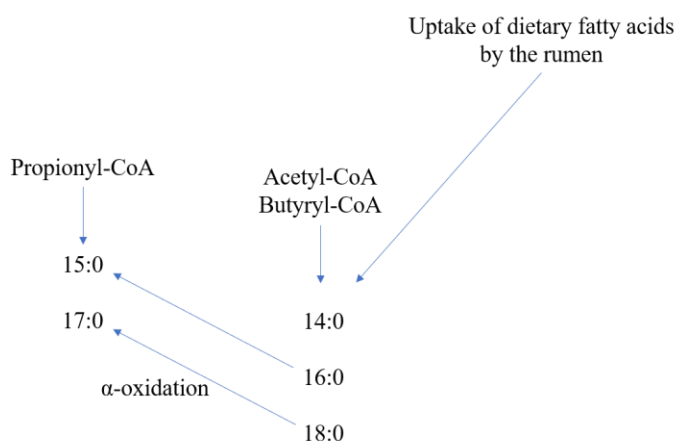 Uptake of dietary fatty acids
by the rumen
Propionyl-CoA
Acetyl-CoA
Butyryl-CoA
15:0
17:0
14:0
16:0
α-oxidation
18:0